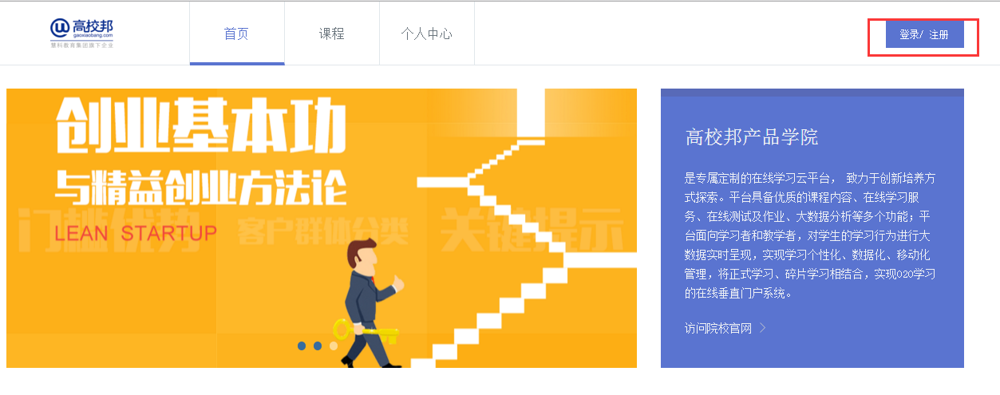 高校邦
gaoxiaobang.com
慧科教育集团旗下企业
首页
课程
个人中心
登录/ 注册
创业基本功
与精益创业方法论
门槛优势
客户群体分类
关键提示
LEAN STARTUP
高校邦产品学院
是专属定制的在线学习云平台， 致力于创新培养方
式探索。平台具备优质的课程内容、在线学习服
务、在线测试及作业、大数据分析等多个功能；平
台面向学习者和教学者，对学生的学习行为进行大
数据实时呈现，实现学习个性化、数据化、移动化
管理，将正式学习、碎片学习相结合，实现O2O学习
的在线垂直门户系统。
访问院校官网 >